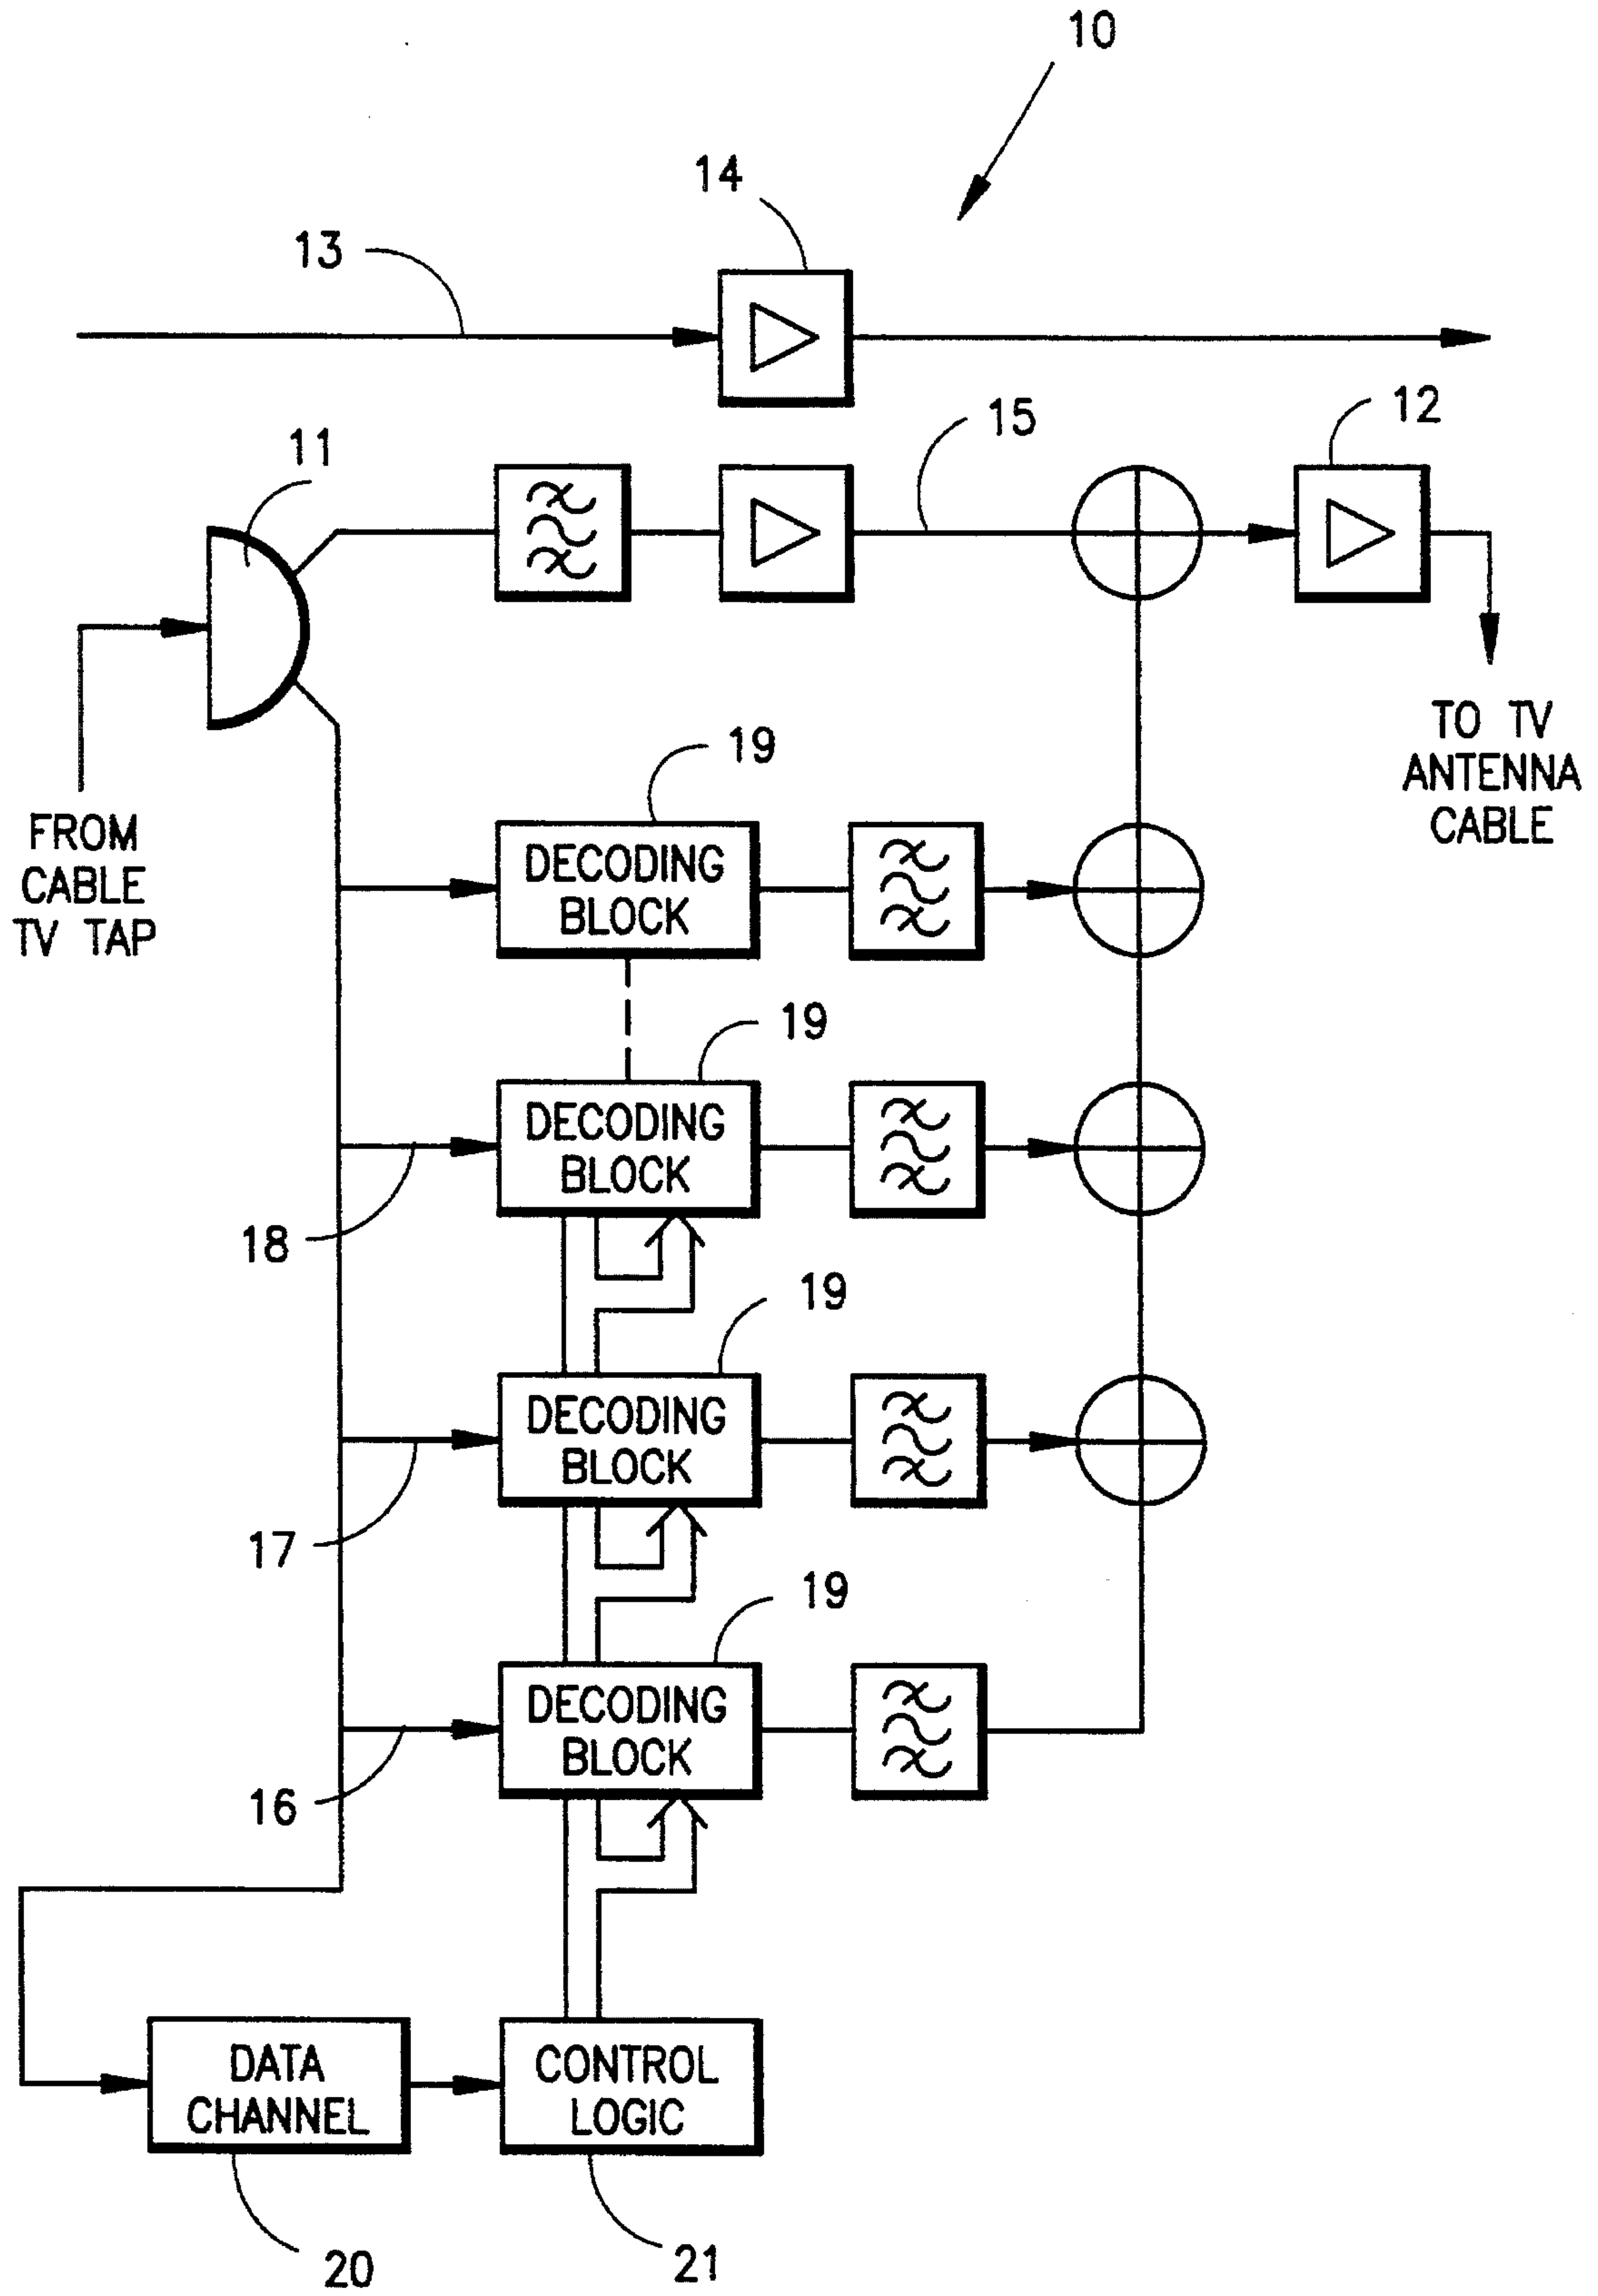 10
14
13
15
12
11
TO TV
ANTENNA
CABLE
19
FROM
CABLE
TV TAP
DECODING
BLOCK
19
DECODING
BLOCK
18
19
DECODING
BLOCK
17
19
DECODING
BLOCK
16
DATA
CHANNEL
CONTROL
LOGIC
20
21